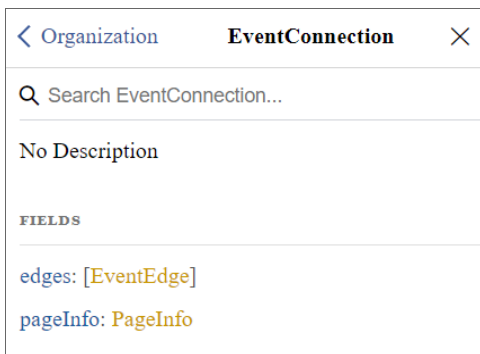 Organization EventConnection
Search EventConnection...
No Description
FIELDS
edges: [EventEdge]
pageInfo: PageInfo